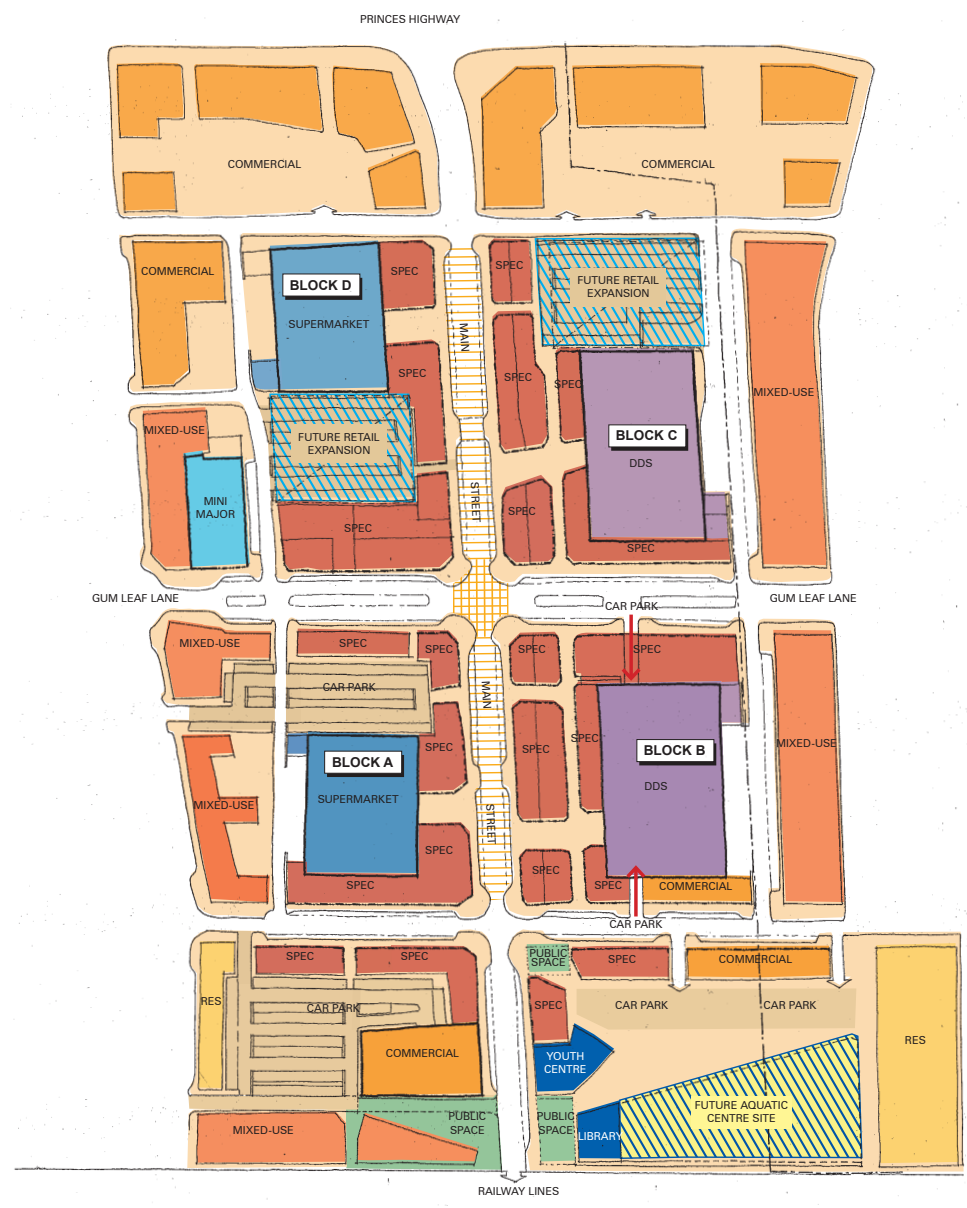 PRINCES HIGHWAY
COMMERCIAL
COMMERCIAL
COMMERCIAL
BLOCK D
SUPERMARKET
SPEC
SPEC
FUTURE RETAIL
EXPANSION
MAIN
SPEC
SPEC
SPEC
BLOCK C
DDS
MIXED-USE
MIXED-USE
FUTURE RETAIL
EXPANSION
MINI
MAJOR
SPEC
STREET
SPEC
SPEC
GUM LEAF LANE
CAR PARK
GUM LEAF LANE
MIXED-USE
SPEC
SPEC
SPEC
SPEC
CAR PARK
MAIN
SPEC
SPEC
SPEC
BLOCK B
DDS
MIXED-USE
BLOCK A
SUPERMARKET
MIXED-USE
STREET
SPEC
SPEC
SPEC
SPEC
COMMERCIAL
CAR PARK
SPEC
SPEC
PUBLIC
SPACE
SPEC
COMMERCIAL
RES
CAR PARK
SPEC
CAR PARK
CAR PARK
RES
COMMERCIAL
YOUTH
CENTRE
MIXED-USE
PUBLIC
SPACE
PUBLIC
SPACE
LIBRARY
FUTURE AQUATIC
CENTRE SITE
RAILWAY LINES